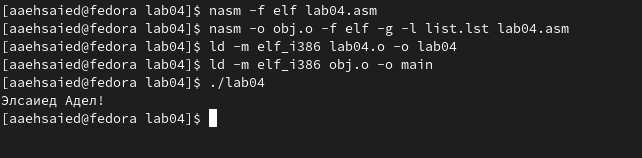 [aaehsaied@fedora lab04]$ nasm -f elf lab04.asm
[aaehsaied@fedora lab04]$ nasm -o obj.o -f elf -g -l list.lst lab04.asm
[aaehsaied@fedora lab04]$ ld -m elf_i386 lab04.o -o lab04
[aaehsaied@fedora lab04]$ ld -m elf_i386 obj.o -o main
[aaehsaied@fedora lab04]$ ./lab04
Элсаиед Адел!
[aaehsaied@fedora lab04]$